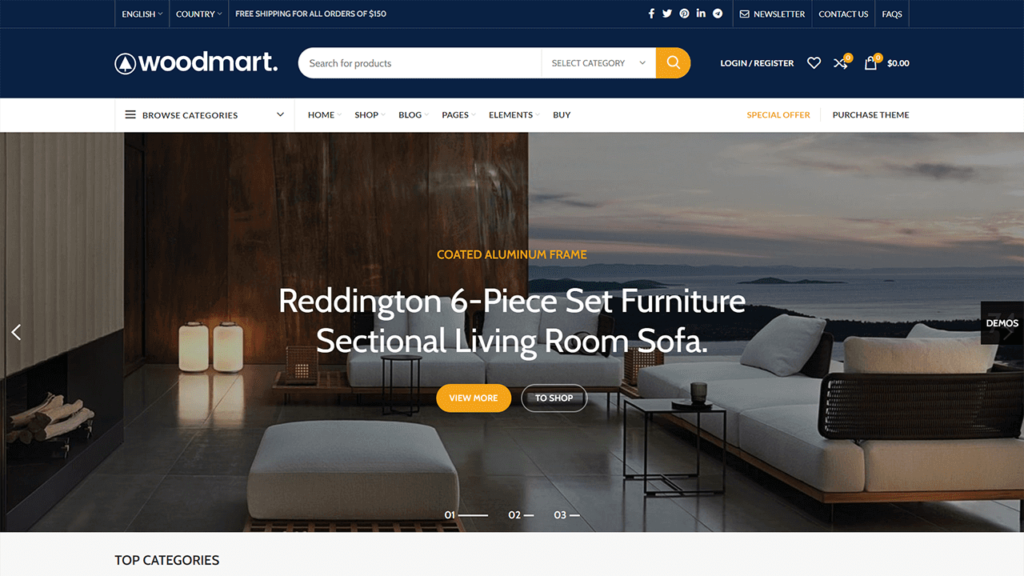 ENGLISH COUNTRY FREE SHIPPING FOR ALL ORDERS OF $150 NEWSLETTER CONTACT US FAQS
woodmart. Search for products SELECT CATEGORY LOGIN / REGISTER 0 0 $0.00
BROWSE CATEGORIES HOME SHOP BLOG PAGES ELEMENTS BUY SPECIAL OFFER PURCHASE THEME
COATED ALUMINUM FRAME
Reddington 6-Piece Set Furniture
Sectional Living Room Sofa.
DEMOS
VIEW MORE TO SHOP
01 02 03
TOP CATEGORIES